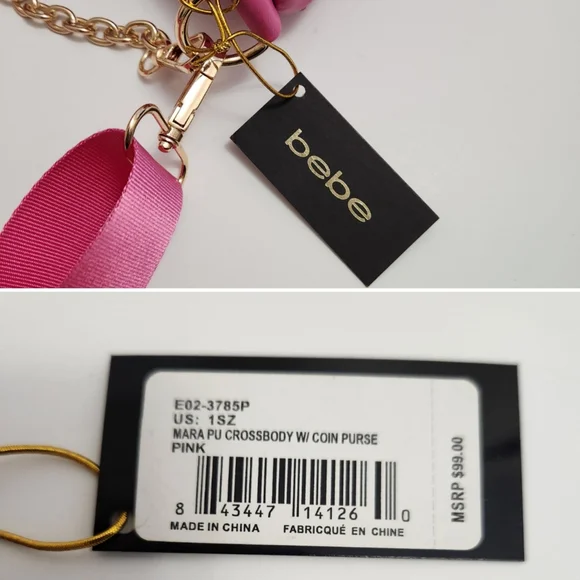 bebe
E02-3785P
US: 1SZ
MARA PU CROSSBODY W/ COIN PURSE
PINK
8 43447 14126 0
MADE IN CHINA FABRICQUÉ EN CHINE
MSRP $99.00